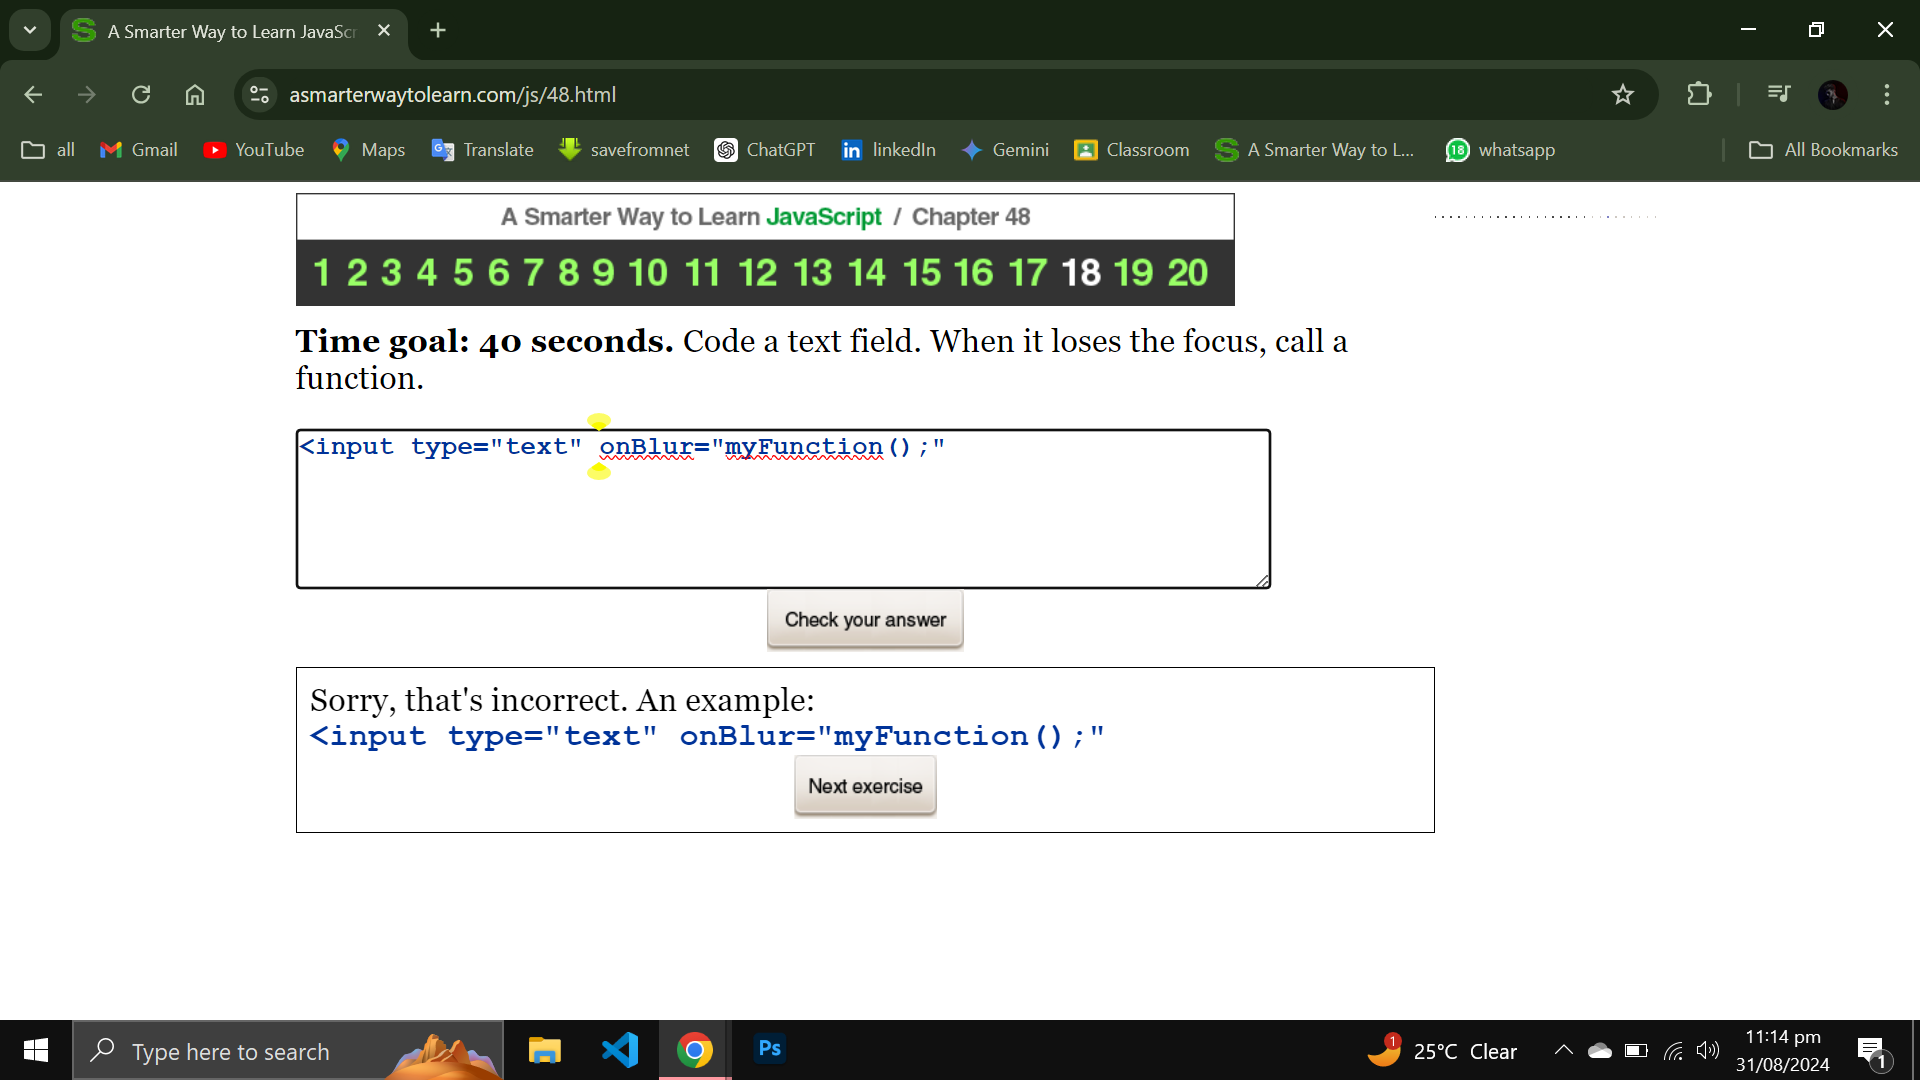 A Smarter Way to Learn JavaScr
asmarterwaytolearn.com/js/48.html
all Gmail YouTube Maps Translate savefromnet ChatGPT linkedIn Gemini Classroom A Smarter Way to L... 18 whatsapp All Bookmarks
A Smarter Way to Learn JavaScript / Chapter 48
1 2 3 4 5 6 7 8 9 10 11 12 13 14 15 16 17 18 19 20
Time goal: 40 seconds. Code a text field. When it loses the focus, call a
function.
<input type="text" onBlur="myFunction();"
Check your answer
Sorry, that's incorrect. An example:
<input type="text" onBlur="myFunction();"
Next exercise
Type here to search
Ps
1 25°C Clear
11:14 pm
31/08/2024
1